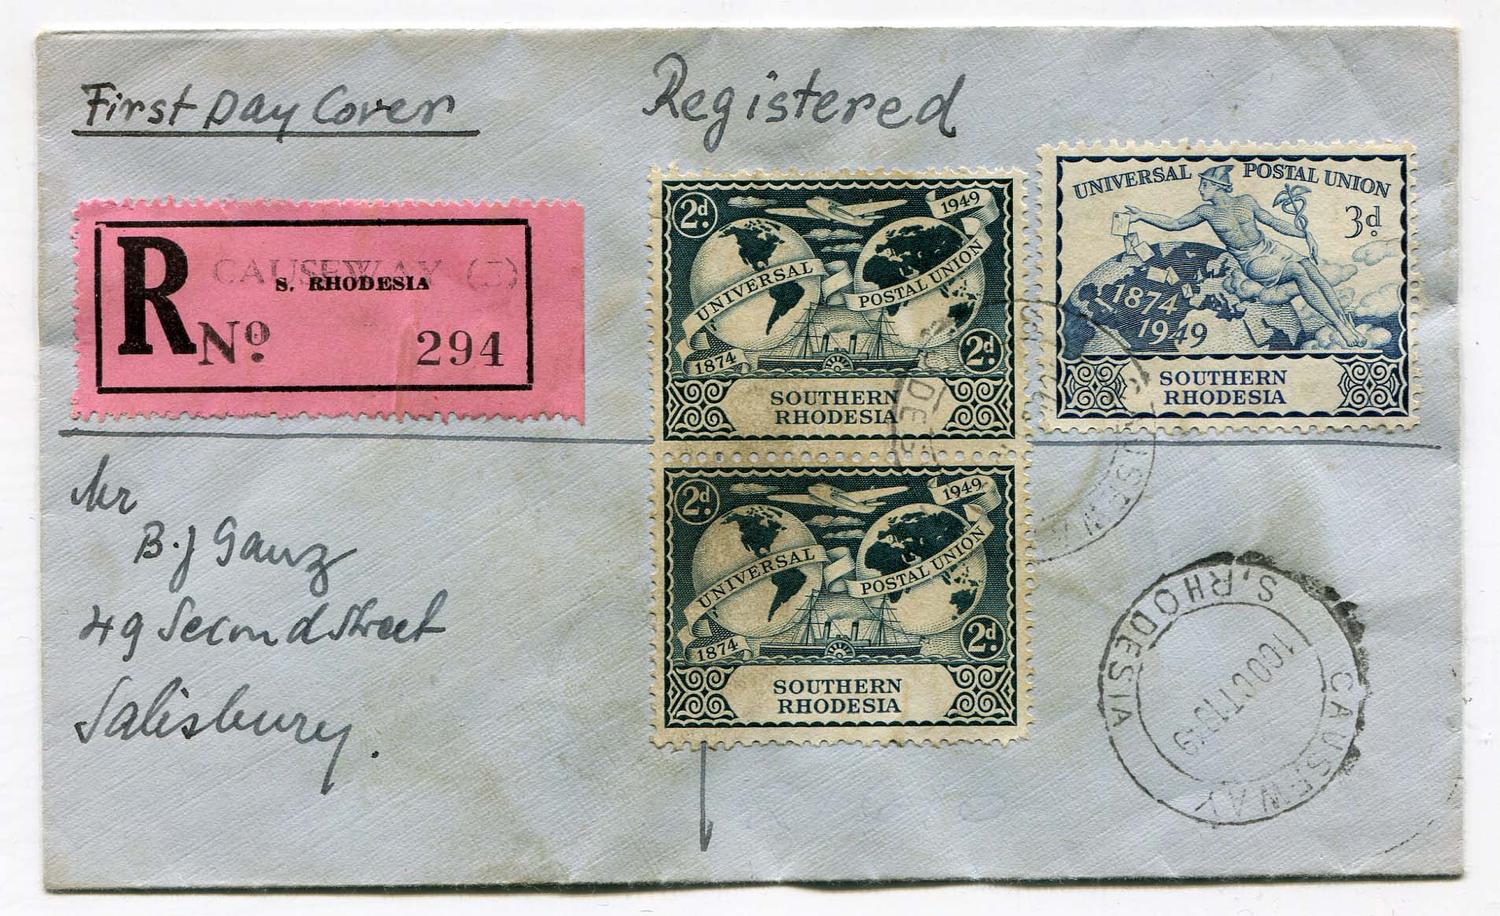 First Day Cover
Registered
R
CAUSEWAY
S. RHODESIA
No. 294
2d
1949
UNIVERSAL POSTAL UNION
1874
2d
SOUTHERN
RHODESIA
UNIVERSAL POSTAL UNION
3d
1874
1949
SOUTHERN
RHODESIA
2d
1949
UNIVERSAL POSTAL UNION
1874
2d
SOUTHERN
RHODESIA
Mr
B.J Ganz
49 Second Street
Salisbury.
CAUSEWAY
S. RHODESIA
10 OCT 1949